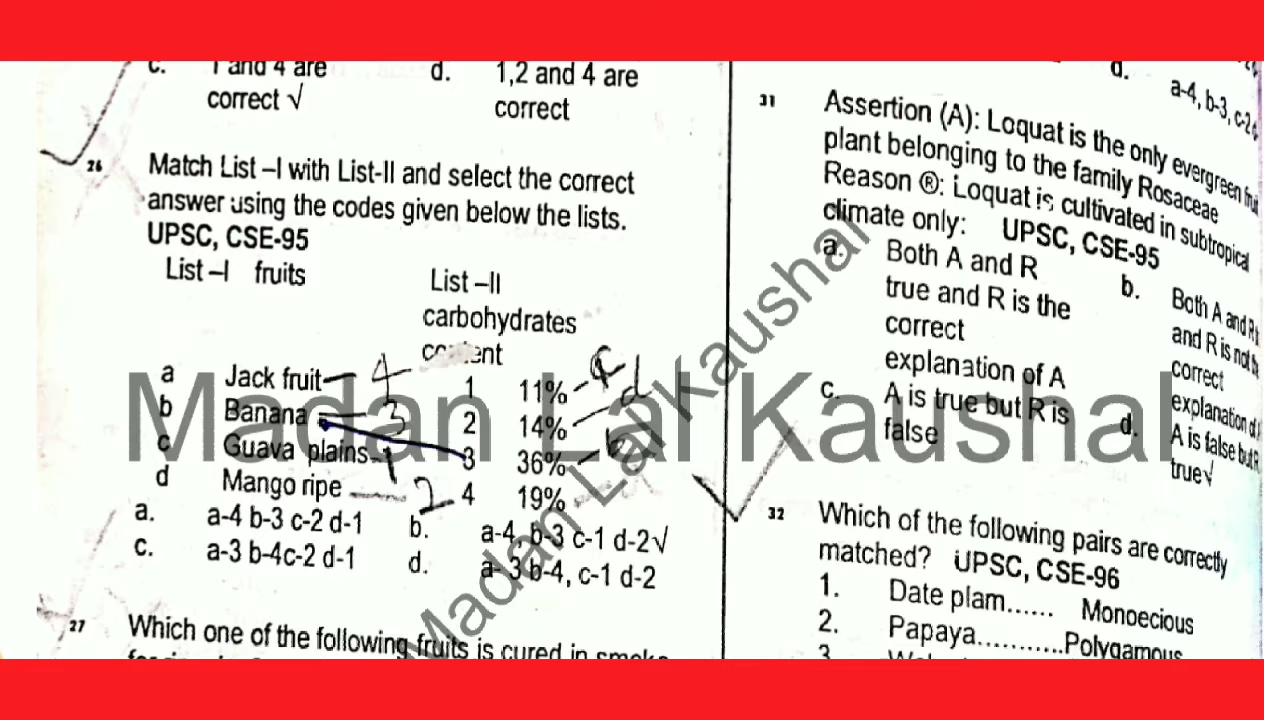 c. 1 and 4 are correct √
d. 1,2 and 4 are correct
26 Match List –I with List-II and select the correct
answer using the codes given below the lists.
UPSC, CSE-95
List –I fruits
List –II
carbohydrates
a Jack fruit — 4
b Banana — 3
c Guava plains 1
d Mango ripe — 2
1 11% – c
2 14% – d
3 36% – b
4 19%
a. a-4 b-3 c-2 d-1
b. a-4, b-3 c-1 d-2√
c. a-3 b-4c-2 d-1
d. a- 3 b-4, c-1 d-2
27 Which one of the following fruits is cured in smoke
d. a-4, b-3,
31 Assertion (A): Loquat is the only evergreen
plant belonging to the family Rosaceae
Reason ®: Loquat is cultivated in subtropical
climate only: UPSC, CSE-95
a. Both A and R
true and R is the
correct
explanation of A
b. Both A and R
and R is not
correct
explanation of
c. A is true but R is
false
d. A is false but R
true√
32 Which of the following pairs are correctly
matched? UPSC, CSE-96
1. Date plam...... Monoecious
2. Papaya...........Polygamous
3
Madan Lal Kaushal
Madan Lal Kaushal